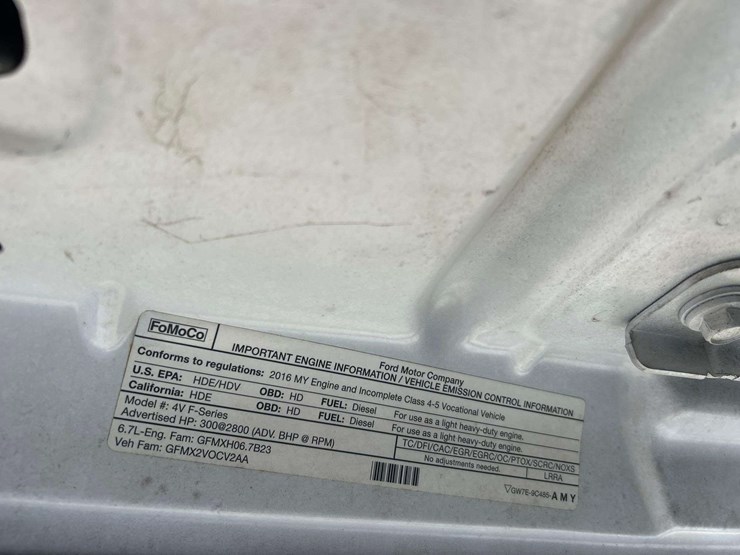 FoMoCo
Ford Motor Company
IMPORTANT ENGINE INFORMATION / VEHICLE EMISSION CONTROL INFORMATION
Conforms to regulations: 2016 MY Engine and Incomplete Class 4-5 Vocational Vehicle
U.S. EPA: HDE/HDV OBD: HD FUEL: Diesel For use as a light heavy-duty engine.
California: HDE OBD: HD FUEL: Diesel For use as a light heavy-duty engine.
Model #: 4V F-Series TC/DFI/CAC/EGR/EGRC/OC/PTOX/SCRC/NOXS
Advertised HP: 300@2800 (ADV. BHP @ RPM) No adjustments needed. LRRA
6.7L-Eng. Fam: GFMXH06.7B23
Veh Fam: GFMX2VOCV2AA
GW7E-9C485-AMY